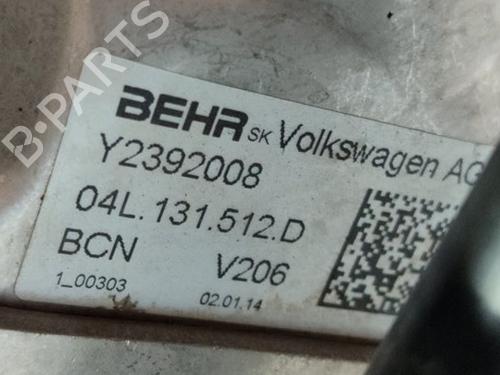 B-PARTS
BEHR SK Volkswagen AG
Y2392008
04L.131.512.D
BCN V206
1_00303 02.01.14